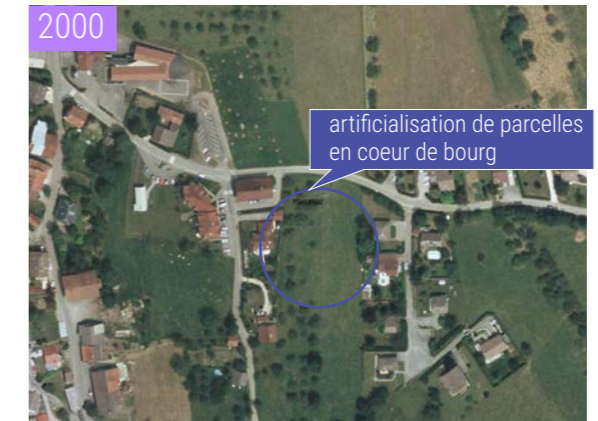 2000
artificialisation de parcelles
en coeur de bourg